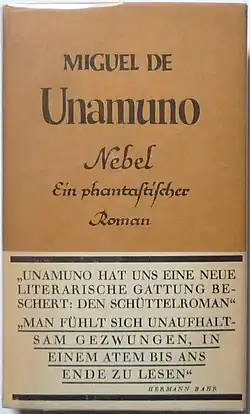 MIGUEL DE
Unamuno
Nebel
Ein phantastischer
Roman
„UNAMUNO HAT UNS EINE NEUE
LITERARISCHE GATTUNG BE-
SCHERT: DEN SCHÜTTELROMAN“
„MAN FÜHLT SICH UNAUFHALT-
SAM GEZWUNGEN, IN
EINEM ATEM BIS ANS
ENDE ZU LESEN“
HERMANN BAHR